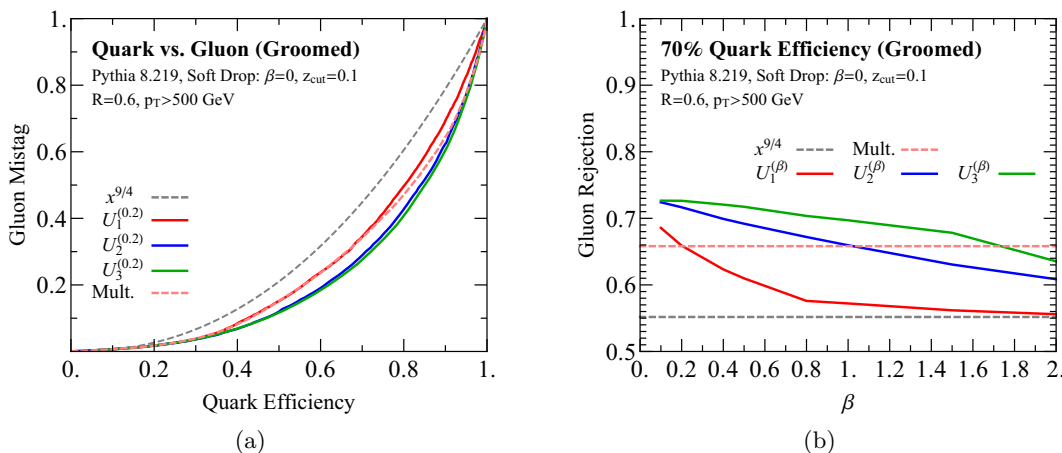 Quark vs. Gluon (Groomed)
Pythia 8.219, Soft Drop: β=0, z_cut=0.1
R=0.6, p_T>500 GeV
x^{9/4}
U_1^{(0.2)}
U_2^{(0.2)}
U_3^{(0.2)}
Mult.
Gluon Mistag
1.
0.8
0.6
0.4
0.2
0. 0.2 0.4 0.6 0.8 1.
Quark Efficiency
(a)
70% Quark Efficiency (Groomed)
Pythia 8.219, Soft Drop: β=0, z_cut=0.1
R=0.6, p_T>500 GeV
x^{9/4} Mult.
U_1^{(β)} U_2^{(β)} U_3^{(β)}
Gluon Rejection
1.
0.9
0.8
0.7
0.6
0.5
0. 0.2 0.4 0.6 0.8 1.0 1.2 1.4 1.6 1.8 2.
β
(b)